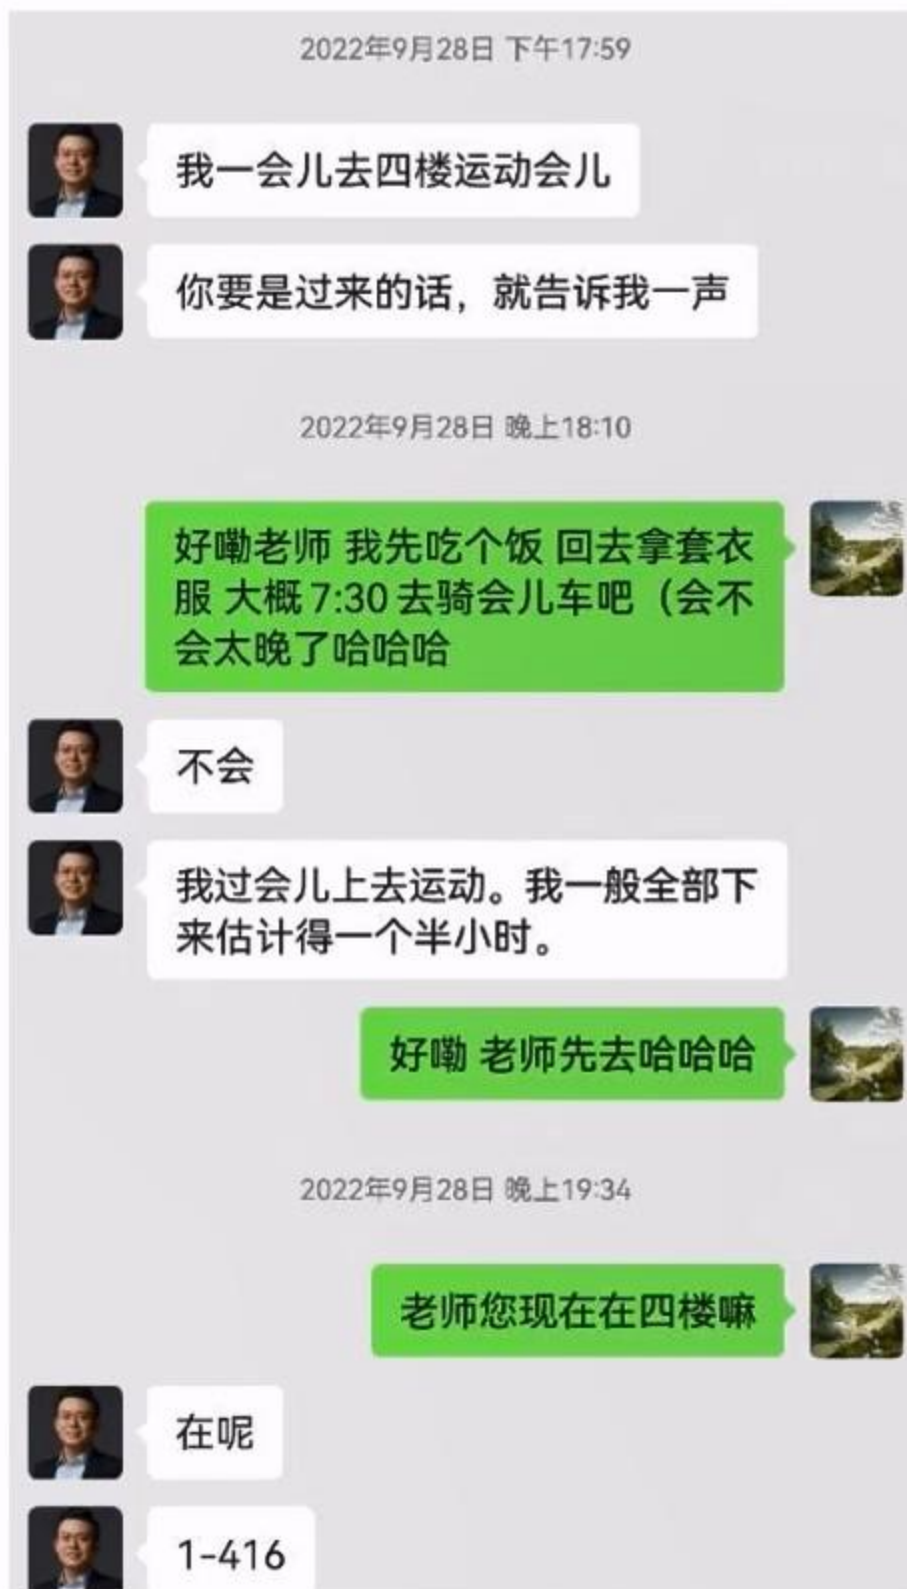 2022年9月28日 下午17:59
我一会儿去四楼运动会儿
你要是过来的话，就告诉我一声
2022年9月28日 晚上18:10
好嘞老师 我先吃个饭 回去拿套衣
服 大概7:30去骑会儿车吧（会不
会太晚了哈哈哈
不会
我过会儿上去运动。我一般全部下
来估计得一个半小时。
好嘞 老师先去哈哈哈
2022年9月28日 晚上19:34
老师您现在在四楼嘛
在呢
1-416